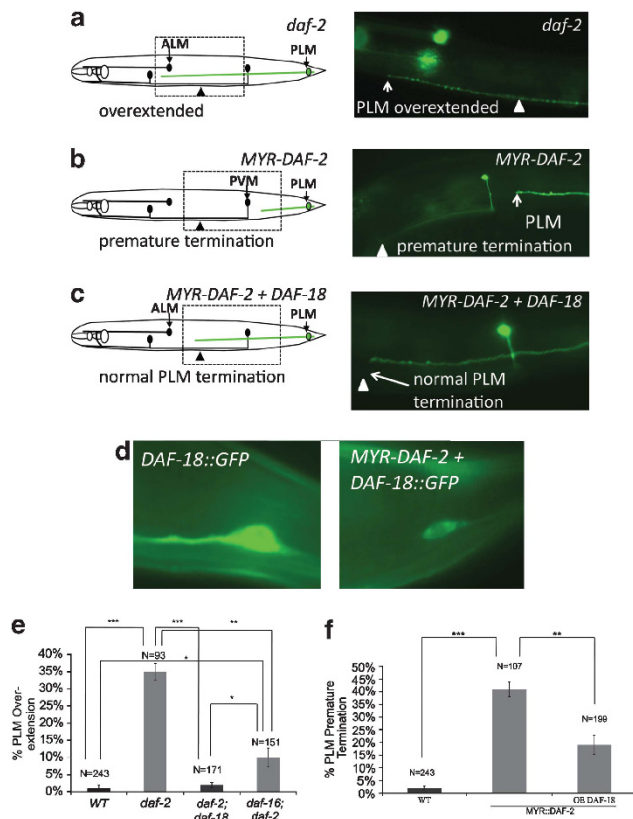 a
daf-2
ALM
PLM
overextended
daf-2
PLM overextended
b
MYR-DAF-2
PVM
PLM
premature termination
MYR-DAF-2
PLM
premature termination
c
MYR-DAF-2 + DAF-18
ALM
PLM
normal PLM termination
MYR-DAF-2 + DAF-18
normal PLM
termination
d
DAF-18::GFP
MYR-DAF-2 +
DAF-18::GFP
e
% PLM Over-
extension
40%
35%
30%
25%
20%
15%
10%
5%
0%
***
***
**
*
*
N=243
N=93
N=171
N=151
WT
daf-2
daf-2;
daf-18
daf-16;
daf-2
f
% PLM Premature
Termination
50%
45%
40%
35%
30%
25%
20%
15%
10%
5%
0%
***
**
N=243
N=107
N=199
WT
OE DAF-18
MYR::DAF-2